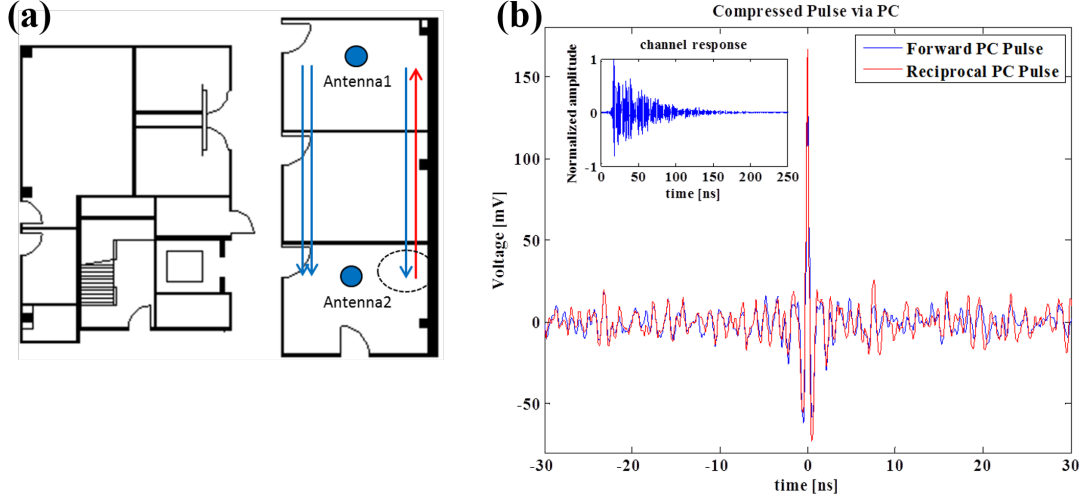 (a)
Antenna1
Antenna2
(b)
Compressed Pulse via PC
Forward PC Pulse
Reciprocal PC Pulse
channel response
Normalized amplitude
1
0
-1
0 50 100 150 200 250
time [ns]
Voltage [mV]
150
100
50
0
-50
-30 -20 -10 0 10 20 30
time [ns]